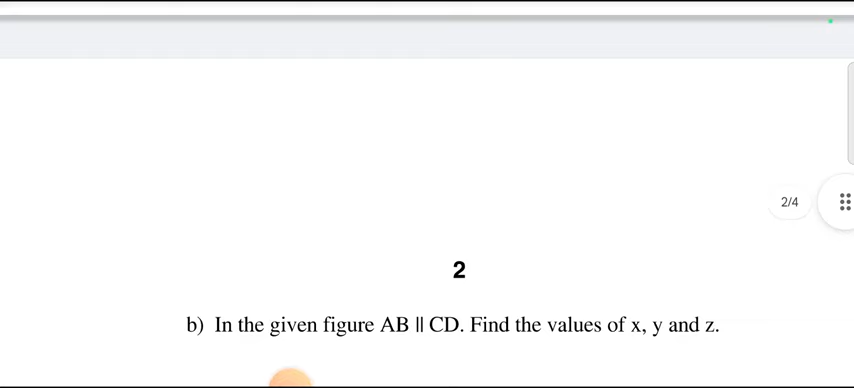 2/4
2
b) In the given figure AB || CD. Find the values of x, y and z.